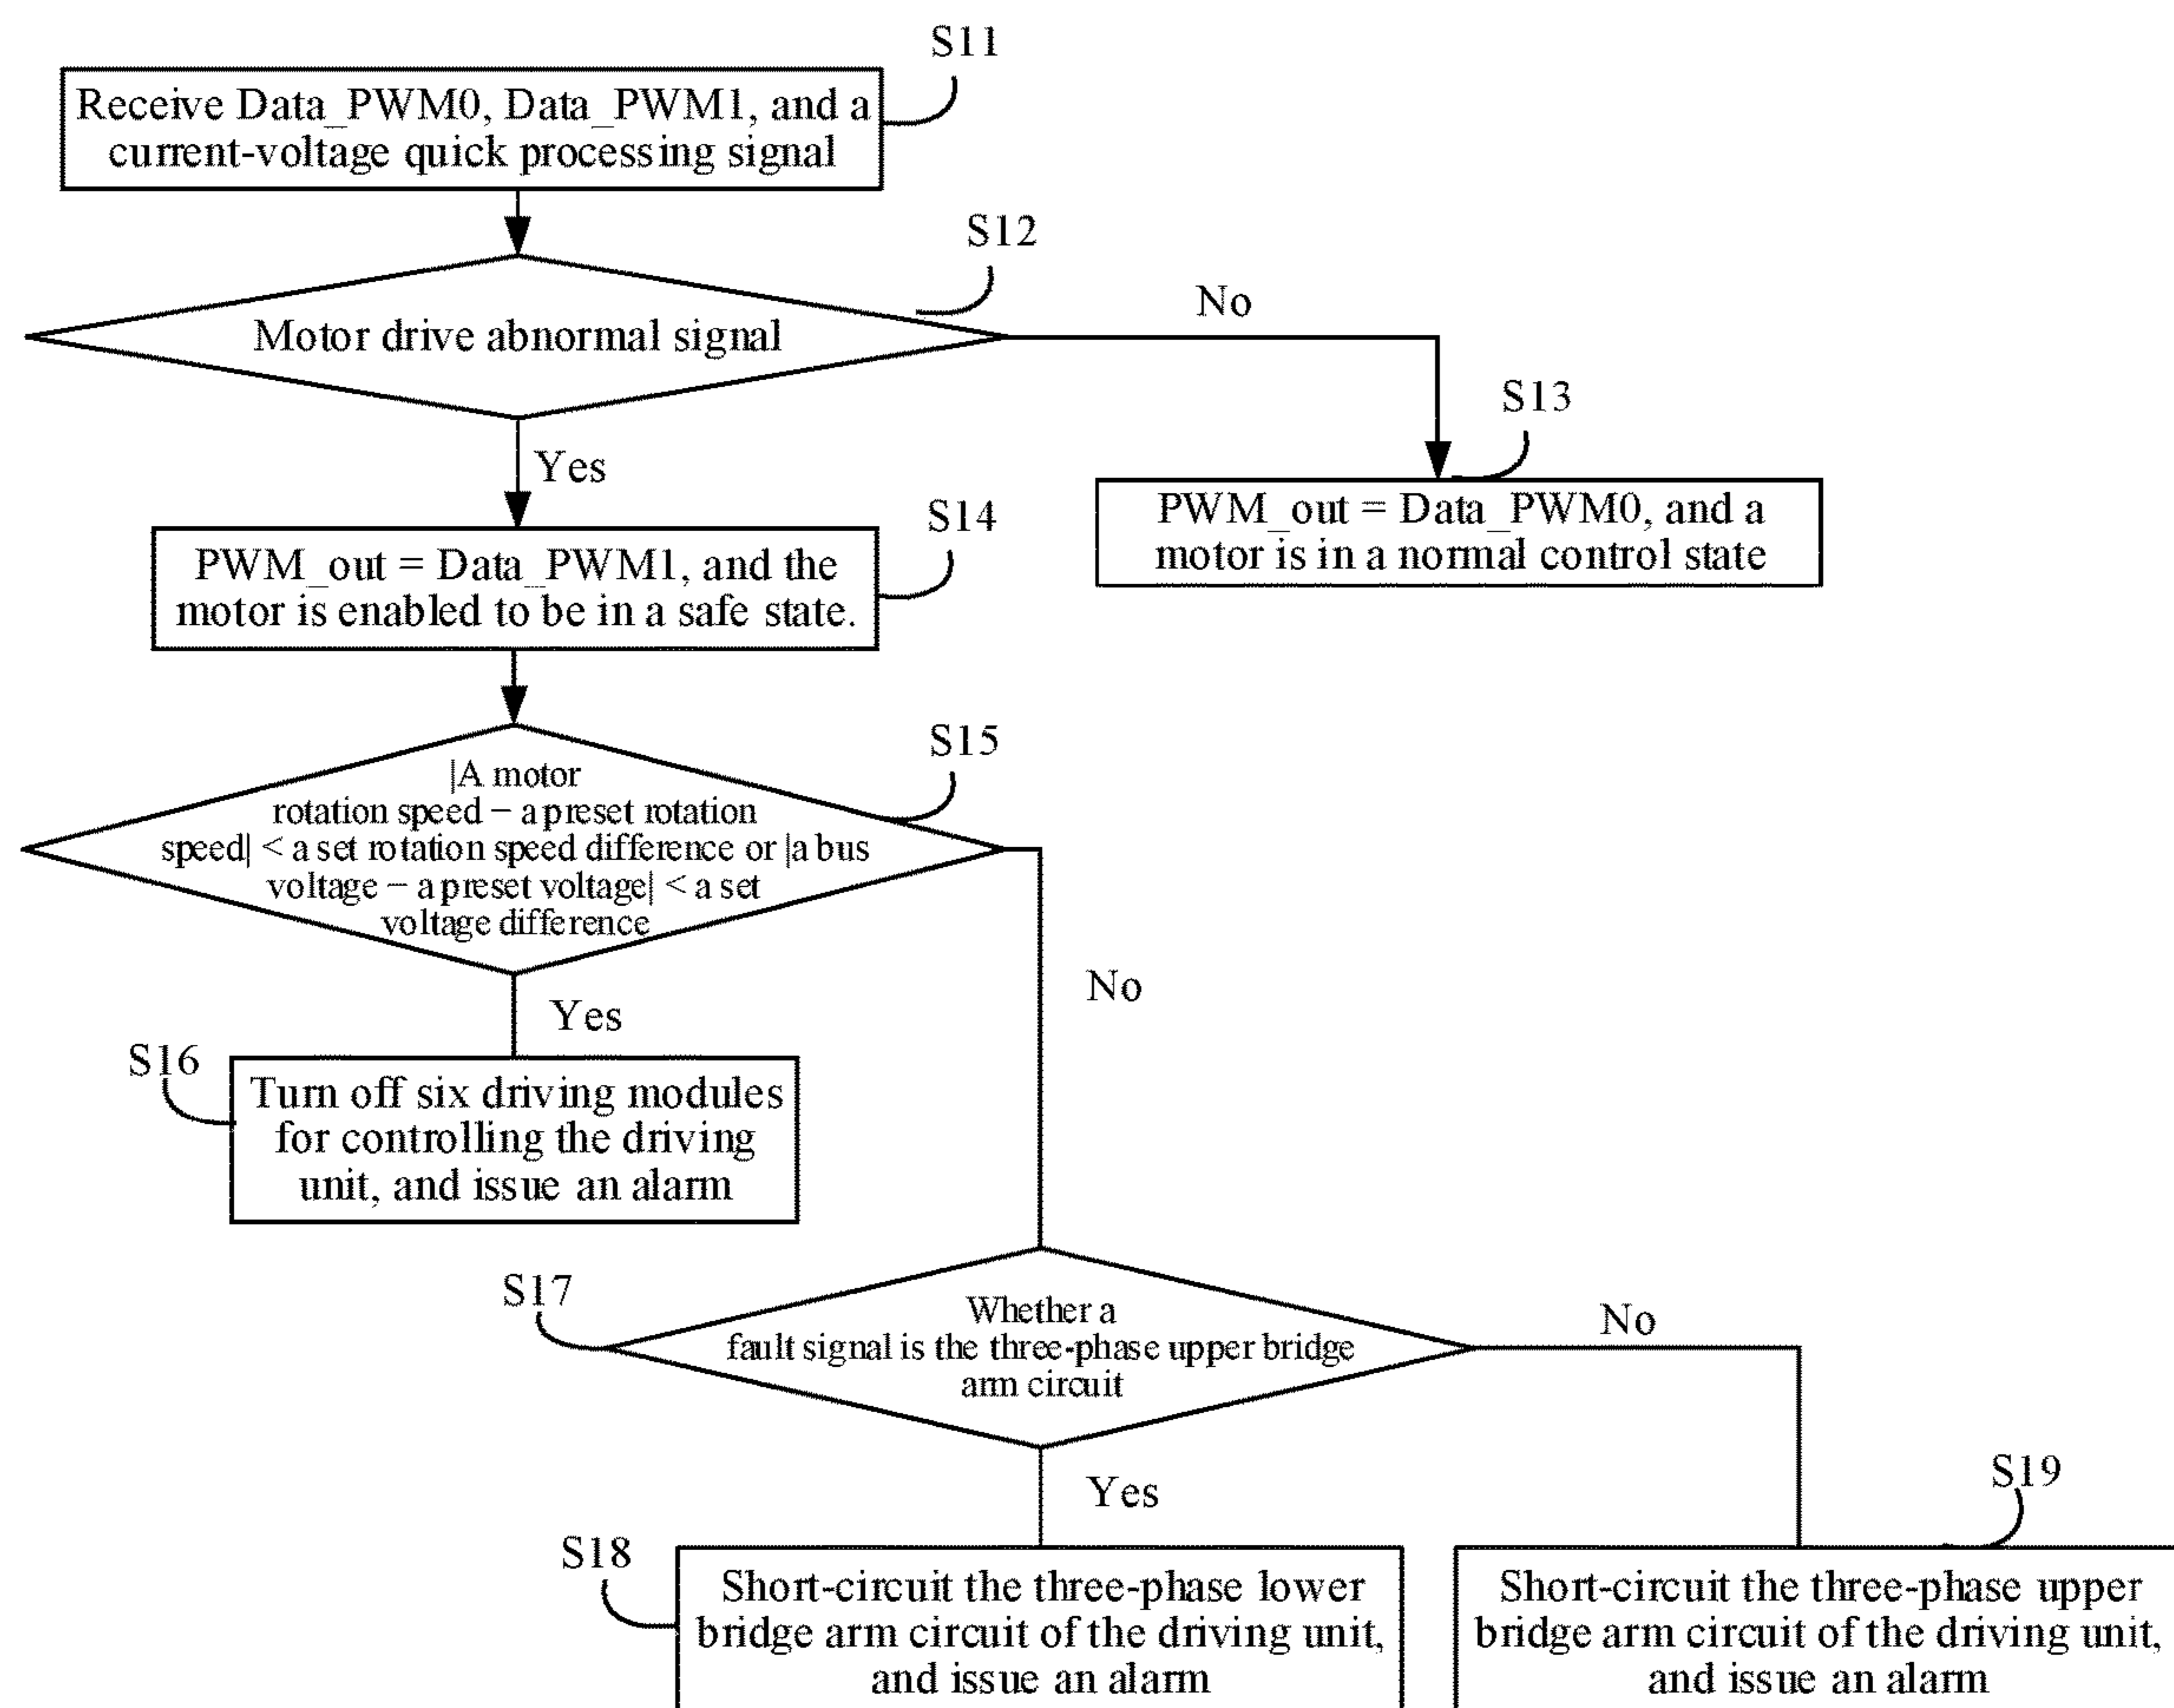 S11
Receive Data_PWM0, Data_PWM1, and a
current-voltage quick processing signal
S12
Motor drive abnormal signal
No
S13
PWM_out = Data_PWM0, and a
motor is in a normal control state
Yes
S14
PWM_out = Data_PWM1, and the
motor is enabled to be in a safe state.
S15
|A motor
rotation speed − a preset rotation
speed| < a set rotation speed difference or |a bus
voltage − a preset voltage| < a set
voltage difference
No
Yes
S16
Turn off six driving modules
for controlling the driving
unit, and issue an alarm
S17
Whether a
fault signal is the three-phase upper bridge
arm circuit
No
Yes
S18
Short-circuit the three-phase lower
bridge arm circuit of the driving unit,
and issue an alarm
S19
Short-circuit the three-phase upper
bridge arm circuit of the driving unit,
and issue an alarm